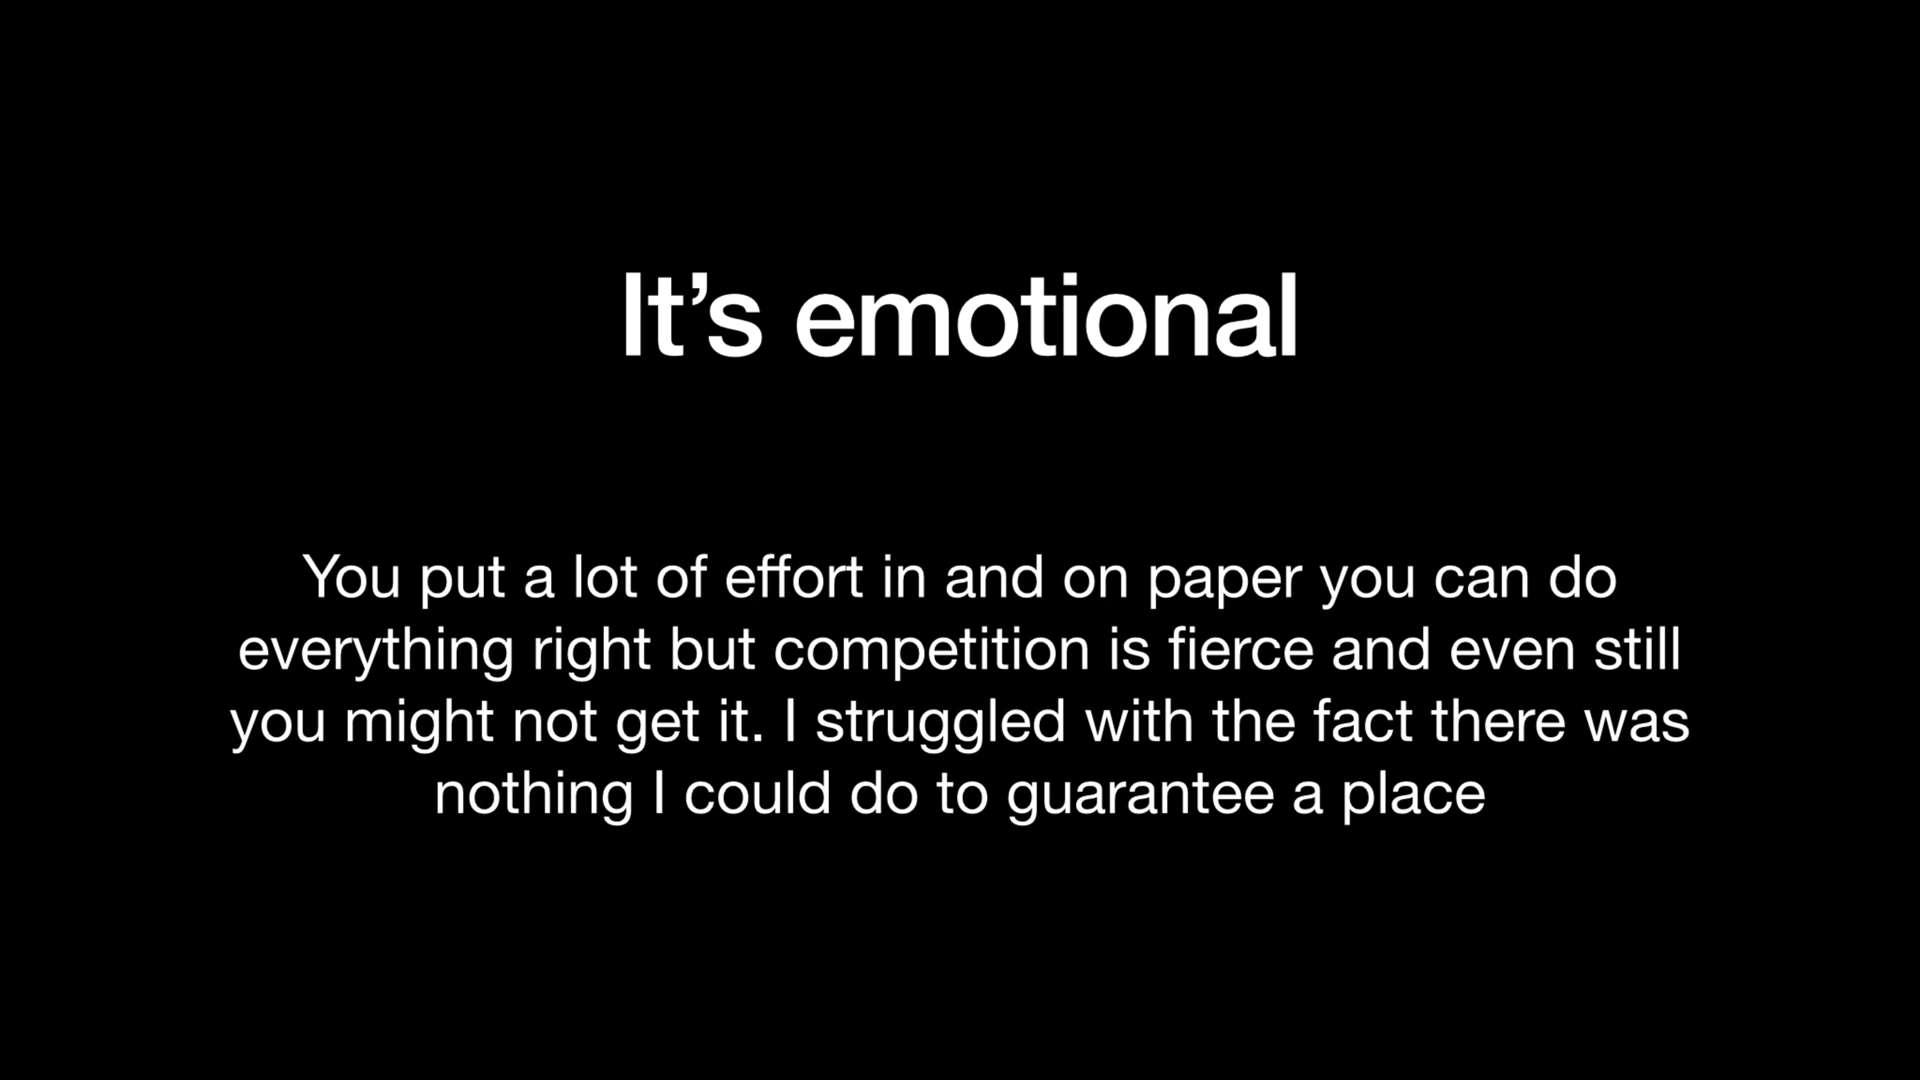 It’s emotional
You put a lot of effort in and on paper you can do
everything right but competition is fierce and even still
you might not get it. I struggled with the fact there was
nothing I could do to guarantee a place